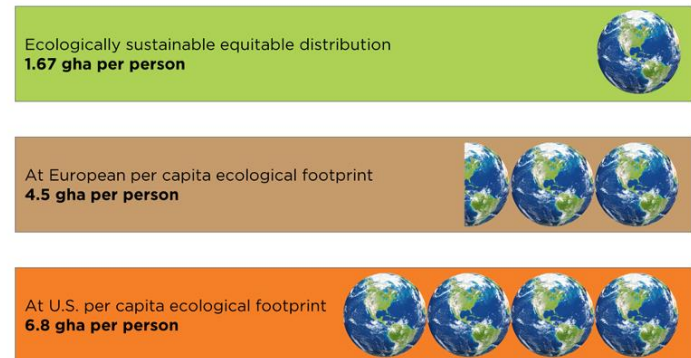 Ecologically sustainable equitable distribution
1.67 gha per person
At European per capita ecological footprint
4.5 gha per person
At U.S. per capita ecological footprint
6.8 gha per person